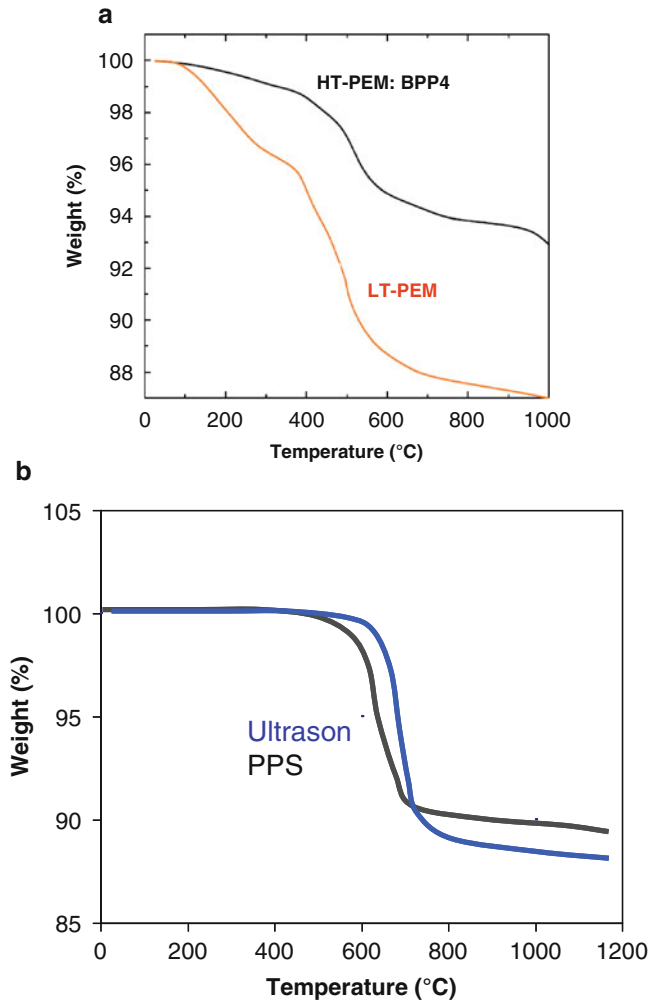 a
100
98
96
94
92
90
88
Weight (%)
HT-PEM: BPP4
LT-PEM
0 200 400 600 800 1000
Temperature (°C)
b
105
100
95
90
85
Weight (%)
Ultrason
PPS
0 200 400 600 800 1000 1200
Temperature (°C)